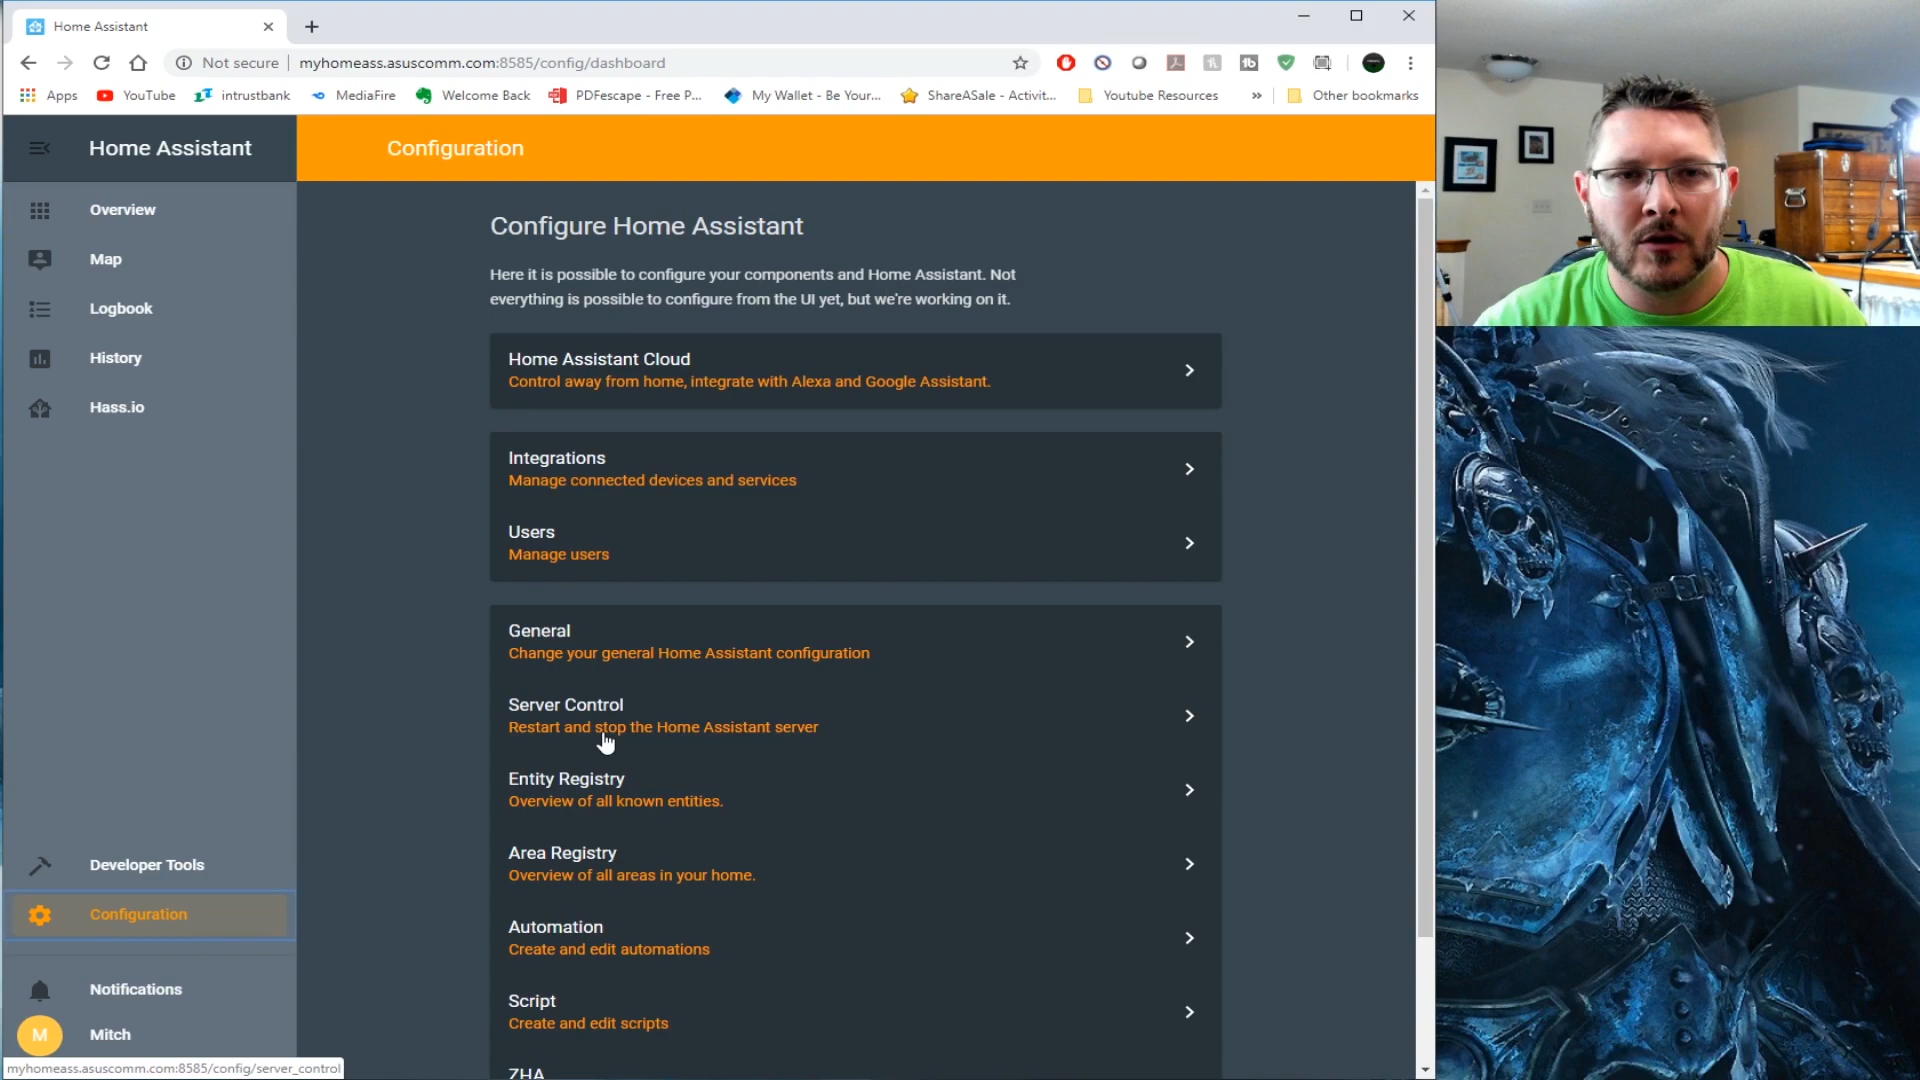 Home Assistant
Not secure | myhomeass.asuscomm.com:8585/config/dashboard
Apps YouTube intrustbank MediaFire Welcome Back PDFescape - Free P... My Wallet - Be Your... ShareASale - Activit... Youtube Resources » Other bookmarks
Home Assistant
Configuration
Overview
Map
Logbook
History
Hass.io
Developer Tools
Configuration
Notifications
M Mitch
myhomeass.asuscomm.com:8585/config/server_control
Configure Home Assistant
Here it is possible to configure your components and Home Assistant. Not
everything is possible to configure from the UI yet, but we're working on it.
Home Assistant Cloud
Control away from home, integrate with Alexa and Google Assistant.
Integrations
Manage connected devices and services
Users
Manage users
General
Change your general Home Assistant configuration
Server Control
Restart and stop the Home Assistant server
Entity Registry
Overview of all known entities.
Area Registry
Overview of all areas in your home.
Automation
Create and edit automations
Script
Create and edit scripts
ZHA